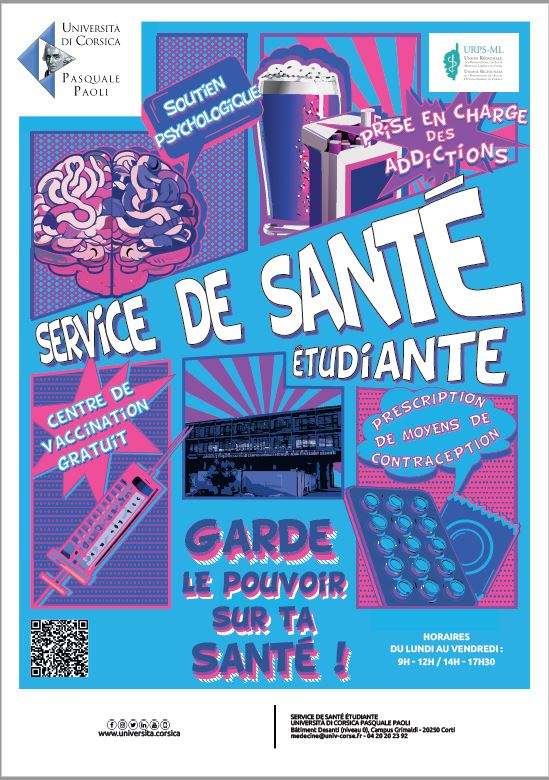 UNIVERSITÀ
DI CORSICA
PASQUALE
PAOLI
URPS-ML
SOUTIEN
PSYCHOLOGIQUE
PRISE EN CHARGE
DES
ADDICTIONS
SERVICE DE SANTÉ
ÉTUDIANTE
CENTRE DE
VACCINATION
GRATUIT
PRESCRIPTION
DE MOYENS DE
CONTRACEPTION
GARDE
LE POUVOIR
SUR TA
SANTÉ !
HORAIRES
DU LUNDI AU VENDREDI :
9H - 12H / 14H - 17H30
www.universita.corsica
SERVICE DE SANTÉ ÉTUDIANTE
UNIVERSITÀ DI CORSICA PASQUALE PAOLI
Bâtiment Desanti (niveau 0), Campus Grimaldi - 20250 Corti
medecine@univ-corse.fr - 04 20 20 23 92